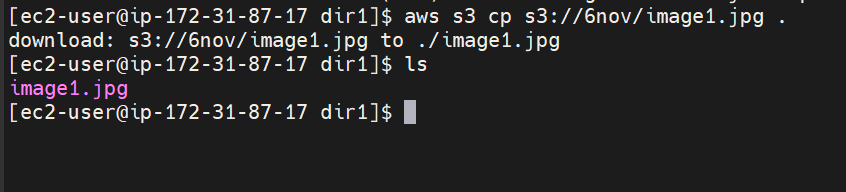 [ec2-user@ip-172-31-87-17 dir1]$ aws s3 cp s3://6nov/image1.jpg .
download: s3://6nov/image1.jpg to ./image1.jpg
[ec2-user@ip-172-31-87-17 dir1]$ ls
image1.jpg
[ec2-user@ip-172-31-87-17 dir1]$